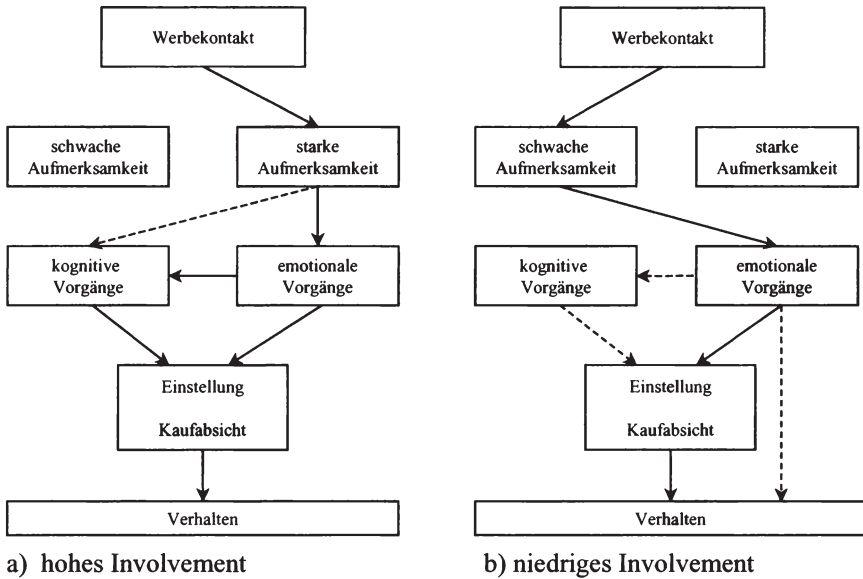 Werbekontakt
schwache
Aufmerksamkeit
starke
Aufmerksamkeit
kognitive
Vorgänge
emotionale
Vorgänge
Einstellung
Kaufabsicht
Verhalten
a) hohes Involvement
Werbekontakt
schwache
Aufmerksamkeit
starke
Aufmerksamkeit
kognitive
Vorgänge
emotionale
Vorgänge
Einstellung
Kaufabsicht
Verhalten
b) niedriges Involvement